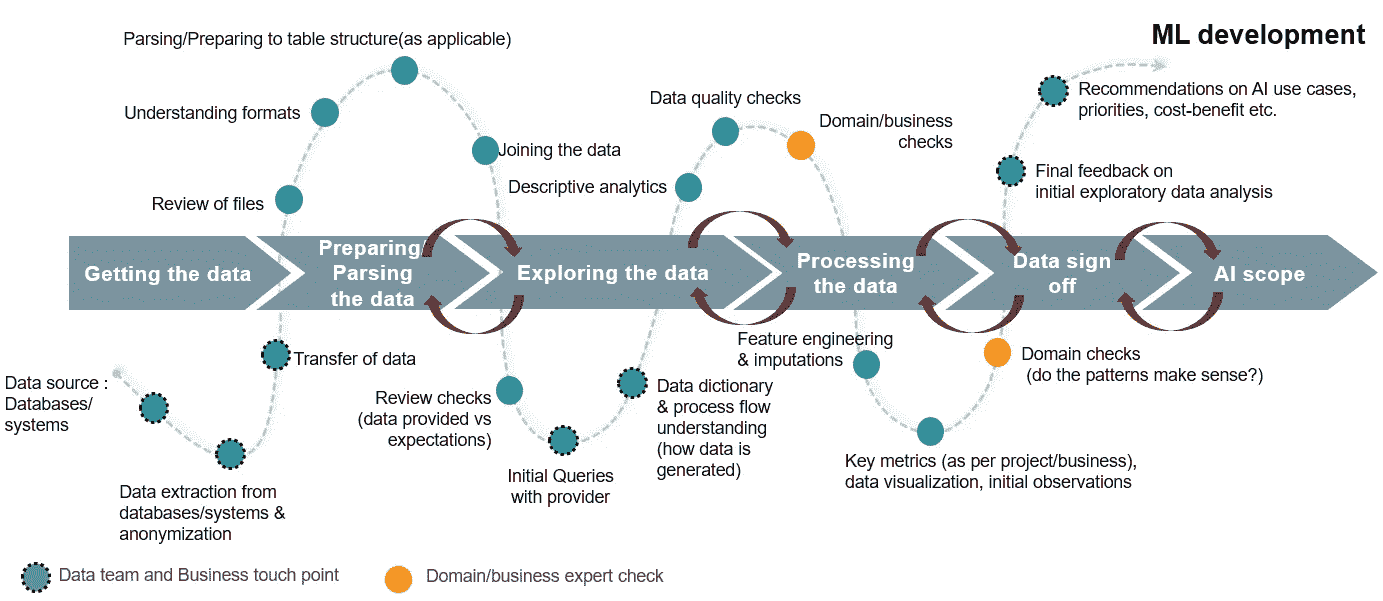 ML development
Parsing/Preparing to table structure(as applicable)
Understanding formats
Joining the data
Review of files
Data quality checks
Domain/business
checks
Descriptive analytics
Recommendations on AI use cases,
priorities, cost-benefit etc.
Final feedback on
initial exploratory data analysis
Getting the data
Preparing/
Parsing
the data
Exploring the data
Processing
the data
Data sign
off
AI scope
Data source :
Databases/
systems
Transfer of data
Data extraction from
databases/systems &
anonymization
Review checks
(data provided vs
expectations)
Initial Queries
with provider
Data dictionary
& process flow
understanding
(how data is
generated)
Feature engineering
& imputations
Key metrics (as per project/business),
data visualization, initial observations
Domain checks
(do the patterns make sense?)
Data team and Business touch point
Domain/business expert check